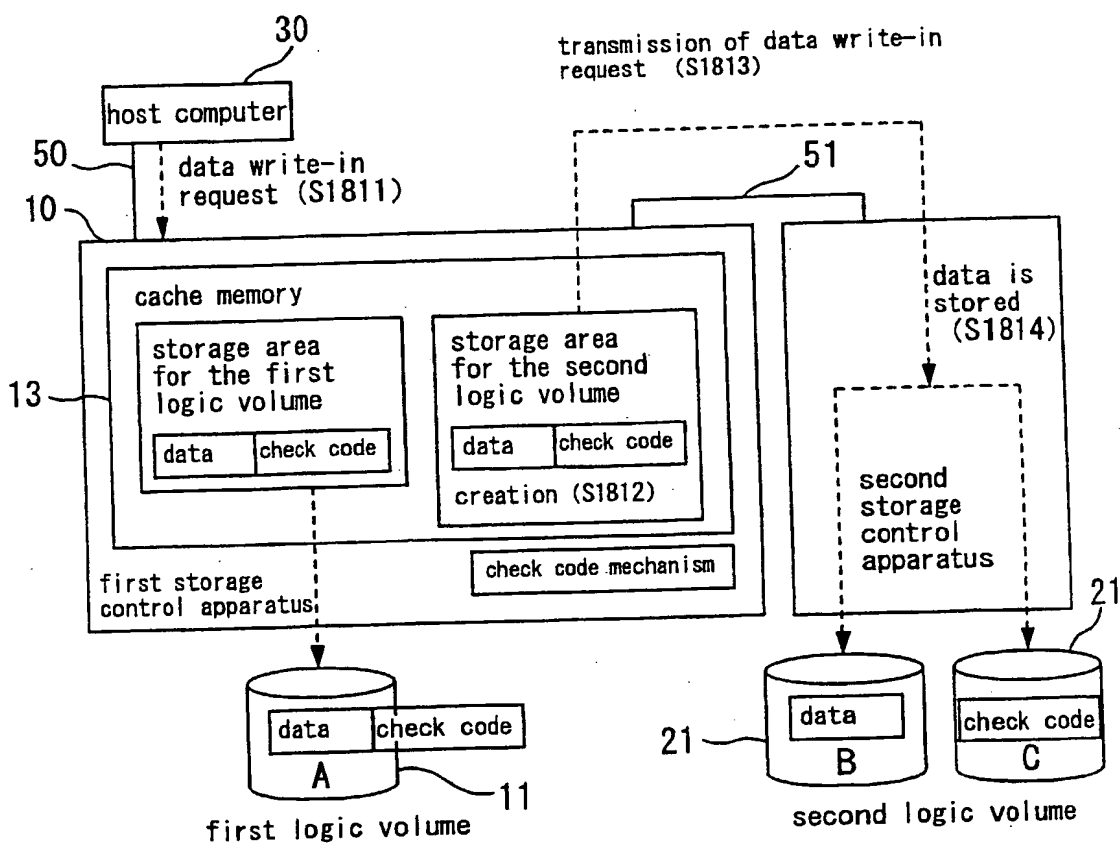 30
host computer
50
data write-in
request (S1811)
transmission of data write-in
request (S1813)
51
10
cache memory
storage area
for the first
logic volume
data
check code
13
storage area
for the second
logic volume
data
check code
creation (S1812)
check code mechanism
first storage
control apparatus
data is
stored
(S1814)
second
storage
control
apparatus
data
check code
A
11
first logic volume
21
data
B
21
check code
C
second logic volume